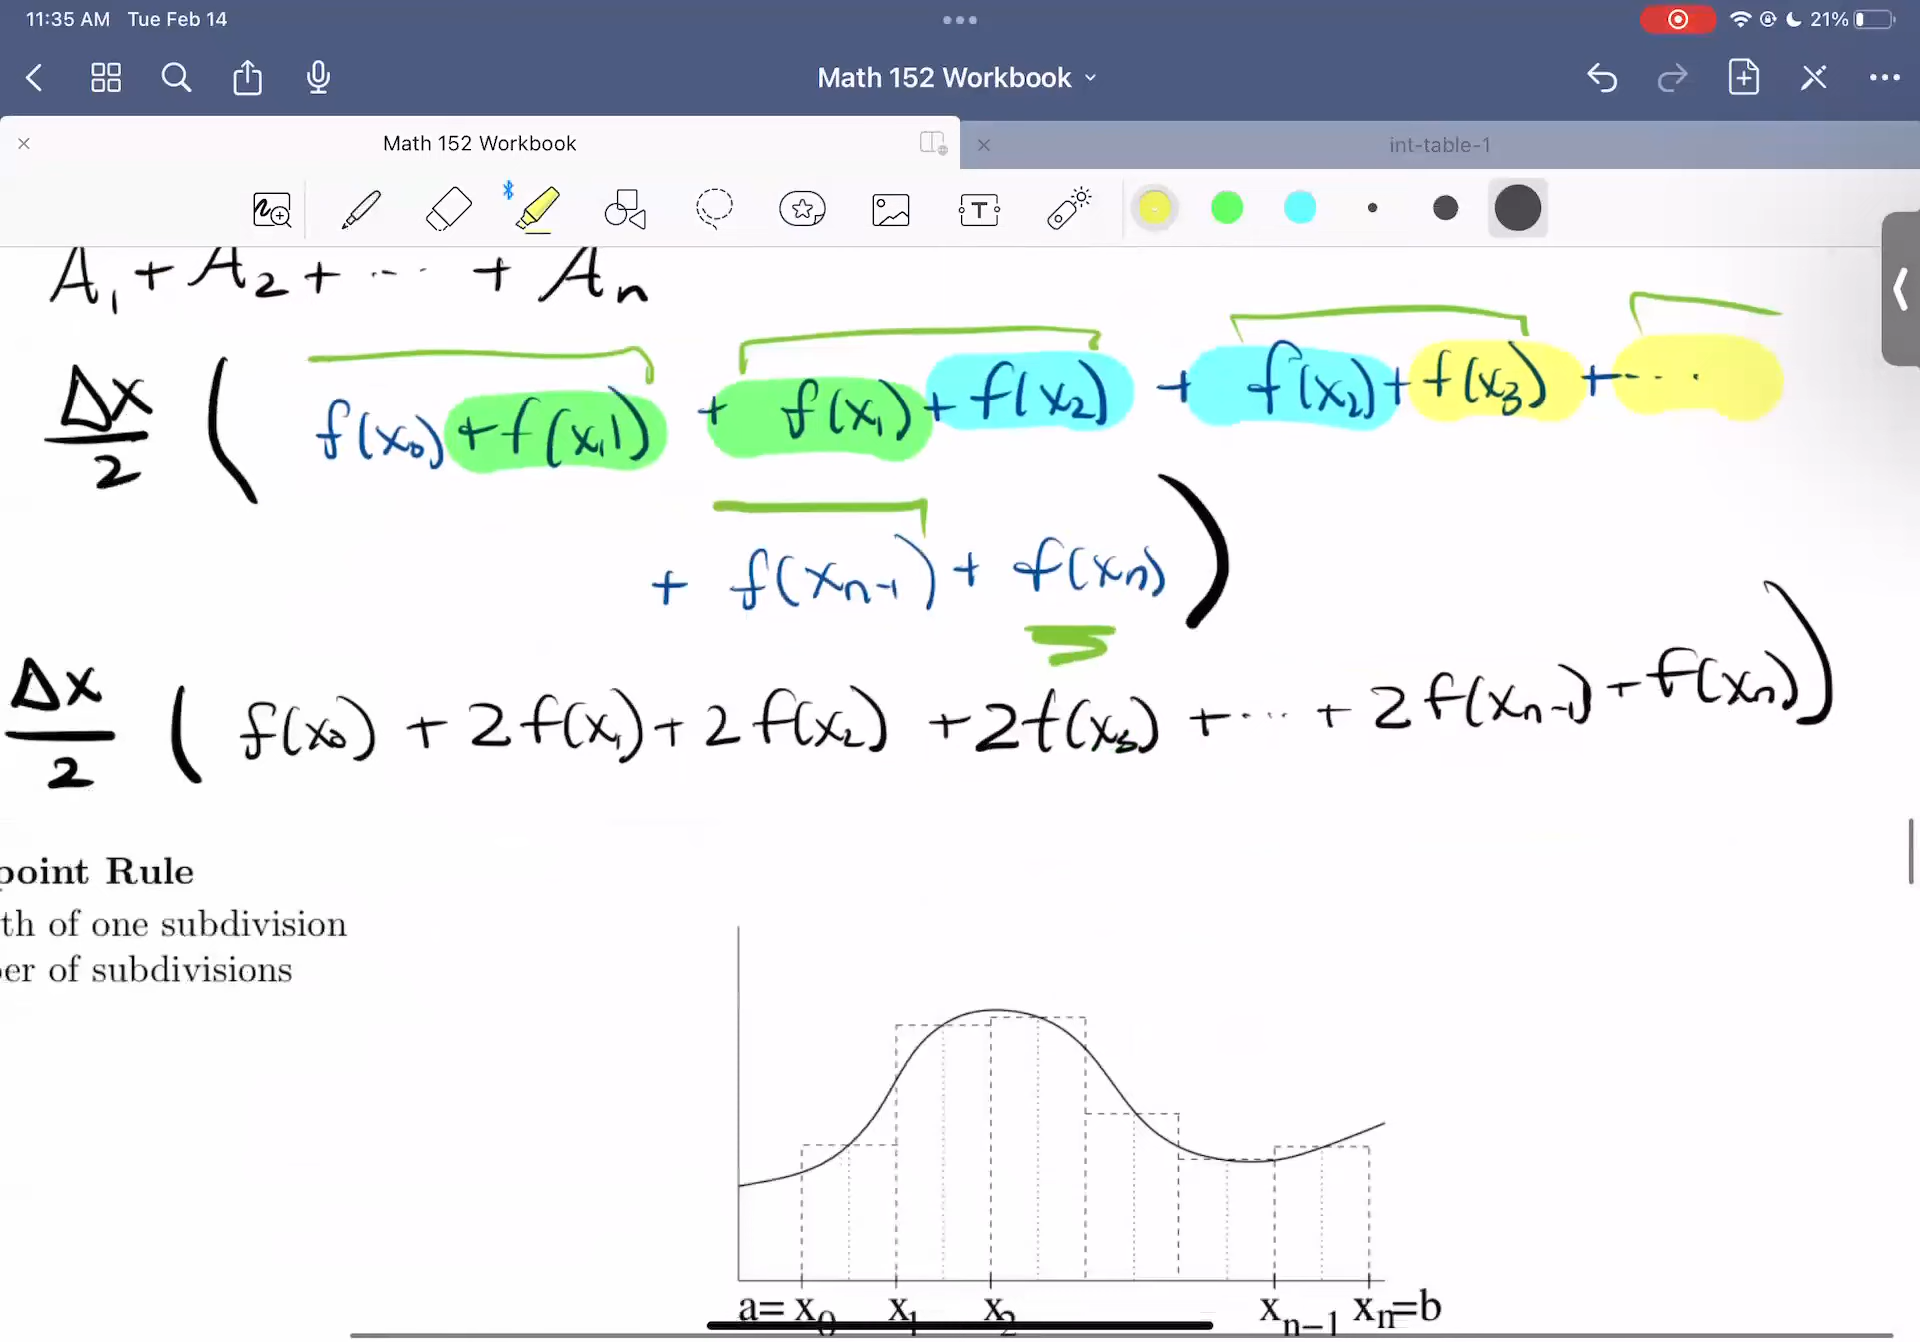 11:35 AM Tue Feb 14
21%
Math 152 Workbook
Math 152 Workbook
int-table-1
T
A₁ + A₂ + ... + Aₙ
Δx/2 ( f(x₀) + f(x₁) + f(x₁) + f(x₂) + f(x₂) + f(x₃) + ...
+ f(xₙ₋₁) + f(xₙ) )
Δx/2 ( f(x₀) + 2f(x₁) + 2f(x₂) + 2f(x₃) + ... + 2f(xₙ₋₁) + f(xₙ) )
point Rule
th of one subdivision
er of subdivisions
a= x₀ x₁ x₂ xₙ₋₁ xₙ=b